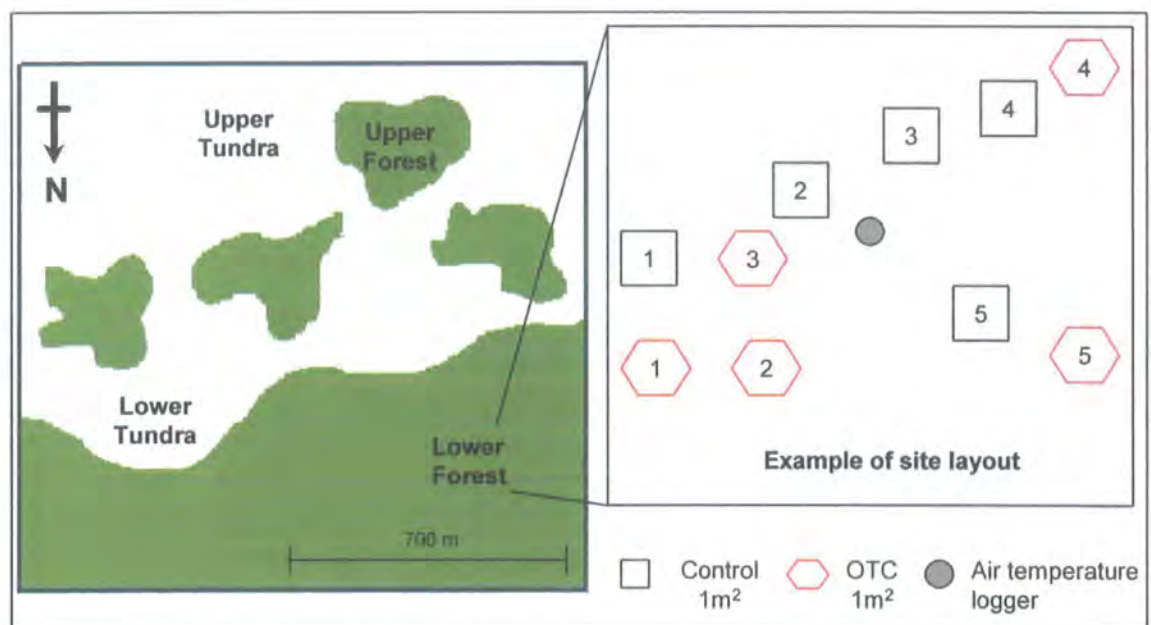 N
Upper
Tundra
Upper
Forest
Lower
Tundra
Lower
Forest
700 m
4
4
3
2
1
3
5
1
2
5
Example of site layout
Control
1m²
OTC
1m²
Air temperature
logger